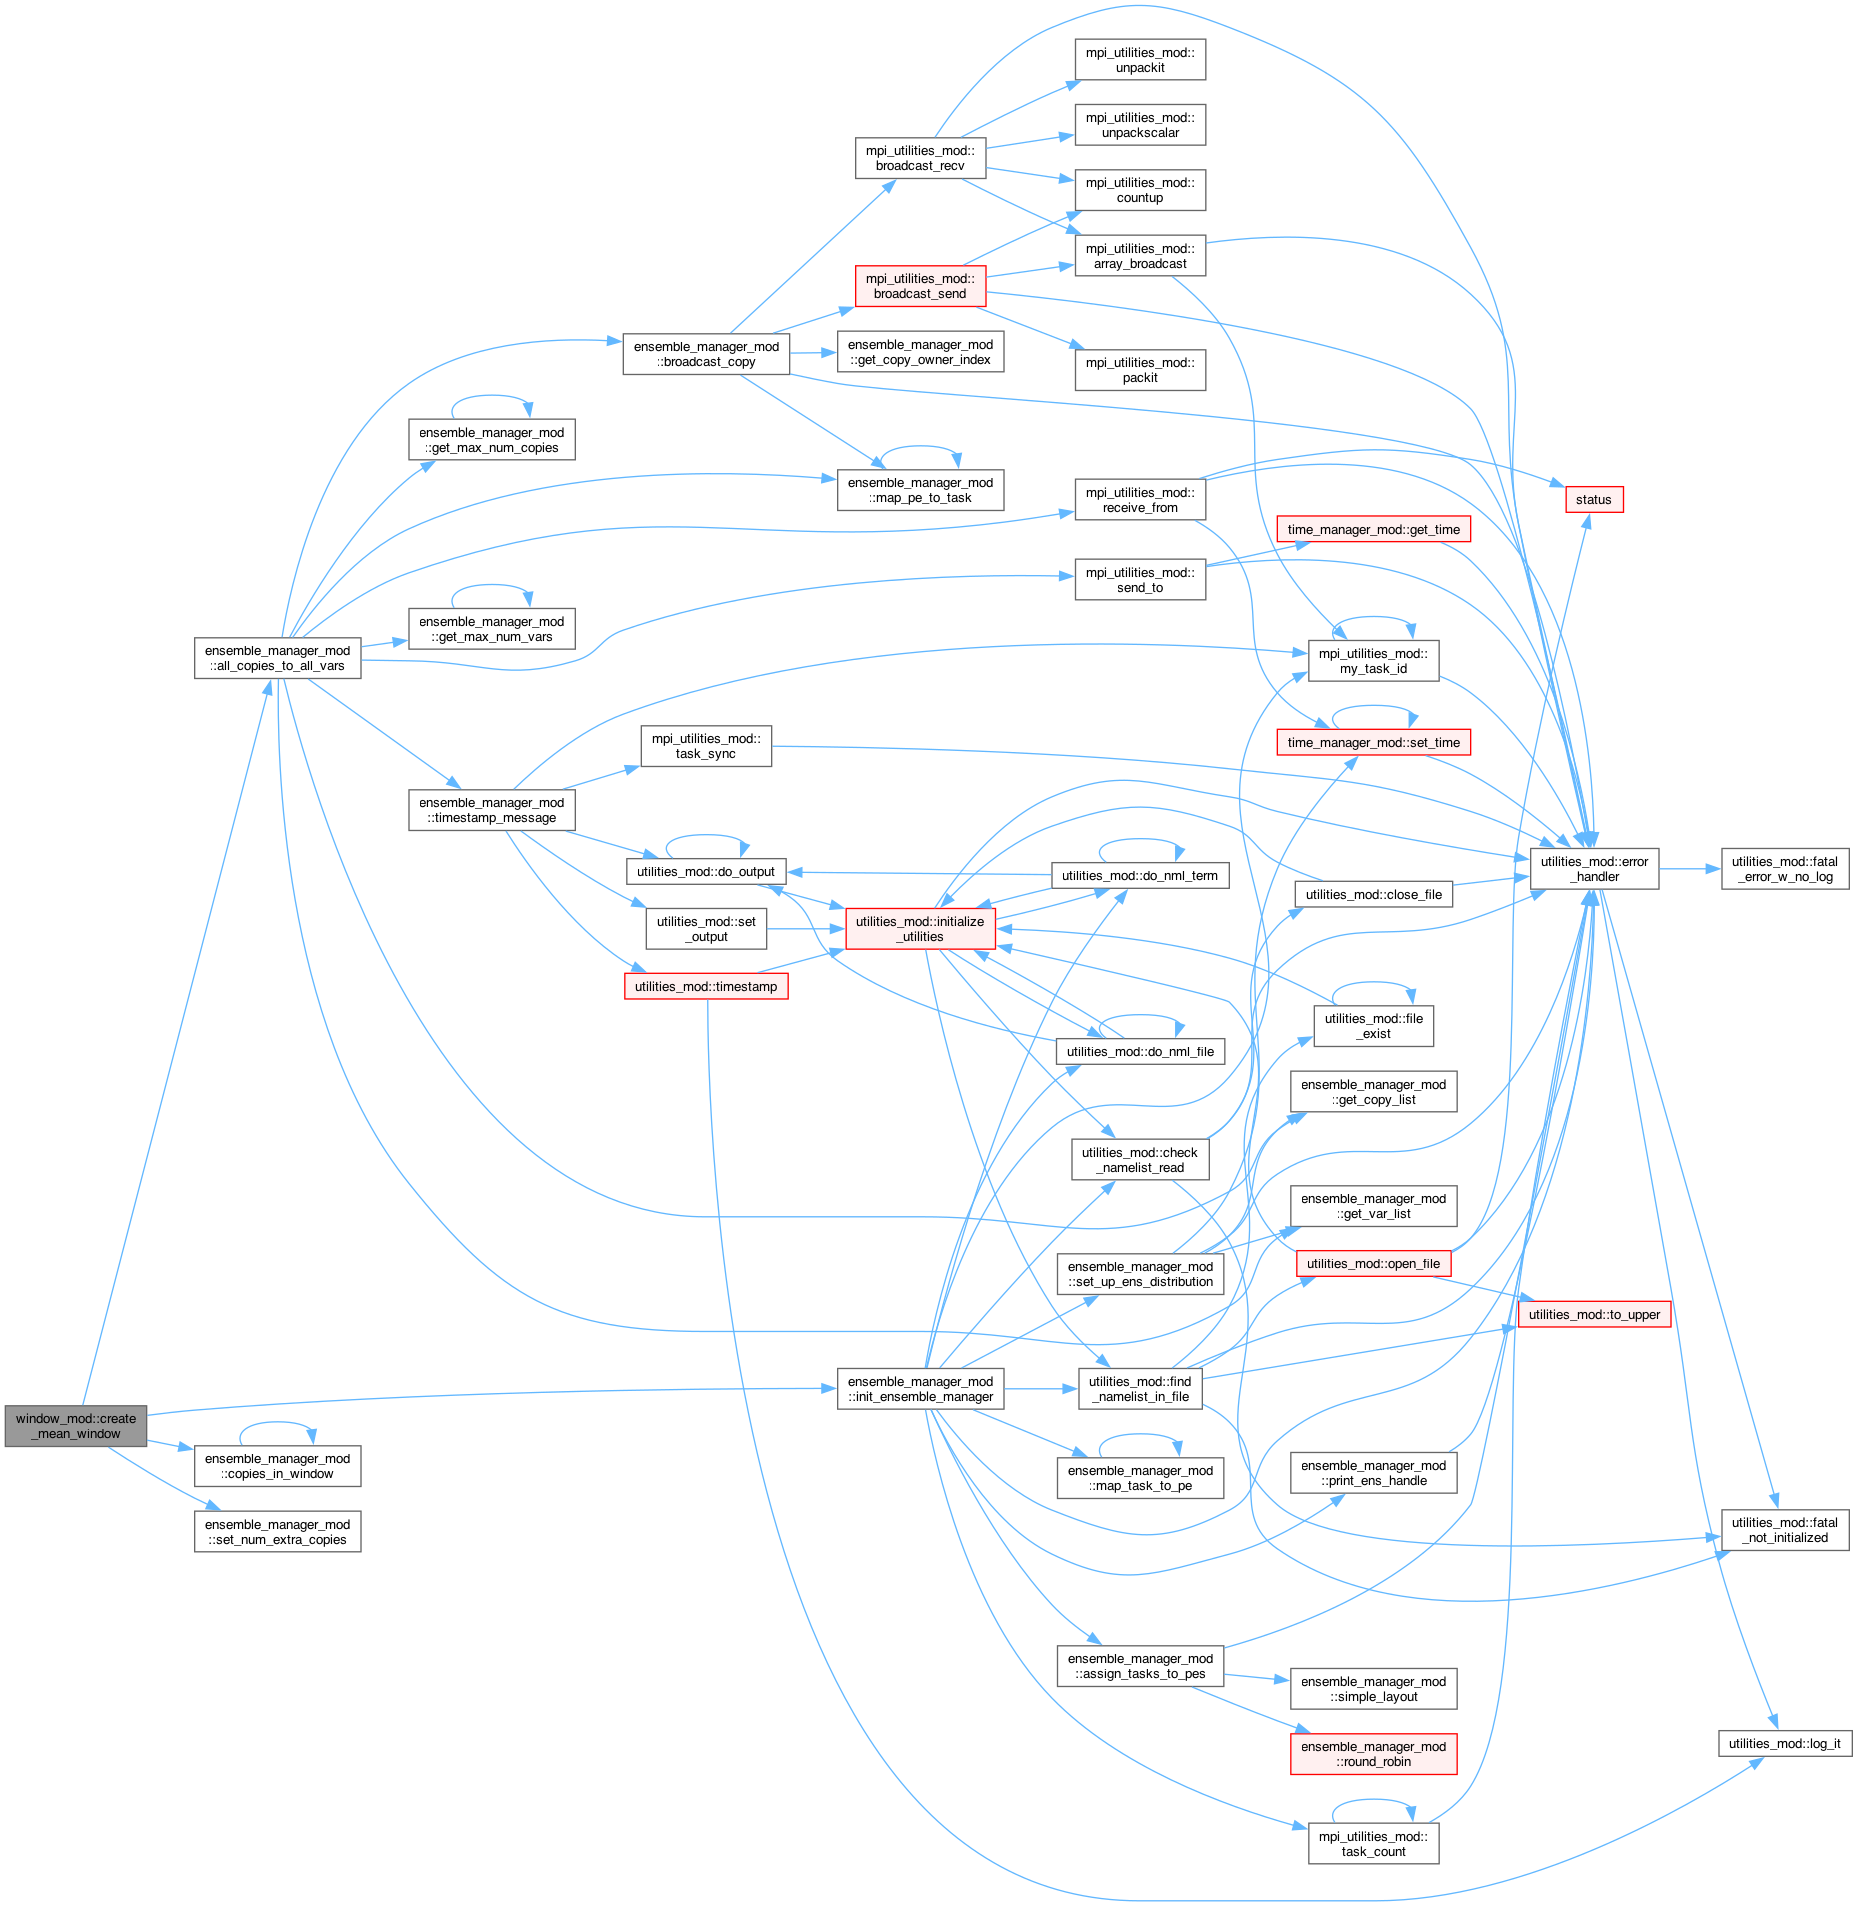 mpi_utilities_mod::
unpackit
mpi_utilities_mod::
unpackscalar
mpi_utilities_mod::
broadcast_recv
mpi_utilities_mod::
countup
mpi_utilities_mod::
array_broadcast
mpi_utilities_mod::
broadcast_send
ensemble_manager_mod
::broadcast_copy
ensemble_manager_mod
::get_copy_owner_index
mpi_utilities_mod::
packit
ensemble_manager_mod
::get_max_num_copies
ensemble_manager_mod
::map_pe_to_task
mpi_utilities_mod::
receive_from
status
time_manager_mod::get_time
mpi_utilities_mod::
send_to
ensemble_manager_mod
::get_max_num_vars
ensemble_manager_mod
::all_copies_to_all_vars
mpi_utilities_mod::
my_task_id
mpi_utilities_mod::
task_sync
time_manager_mod::set_time
ensemble_manager_mod
::timestamp_message
utilities_mod::do_output
utilities_mod::do_nml_term
utilities_mod::error
_handler
utilities_mod::fatal
_error_w_no_log
utilities_mod::close_file
utilities_mod::set
_output
utilities_mod::initialize
_utilities
utilities_mod::timestamp
utilities_mod::file
_exist
utilities_mod::do_nml_file
ensemble_manager_mod
::get_copy_list
utilities_mod::check
_namelist_read
ensemble_manager_mod
::get_var_list
ensemble_manager_mod
::set_up_ens_distribution
utilities_mod::open_file
utilities_mod::to_upper
ensemble_manager_mod
::init_ensemble_manager
utilities_mod::find
_namelist_in_file
window_mod::create
_mean_window
ensemble_manager_mod
::copies_in_window
ensemble_manager_mod
::map_task_to_pe
ensemble_manager_mod
::print_ens_handle
ensemble_manager_mod
::set_num_extra_copies
utilities_mod::fatal
_not_initialized
ensemble_manager_mod
::assign_tasks_to_pes
ensemble_manager_mod
::simple_layout
ensemble_manager_mod
::round_robin
utilities_mod::log_it
mpi_utilities_mod::
task_count